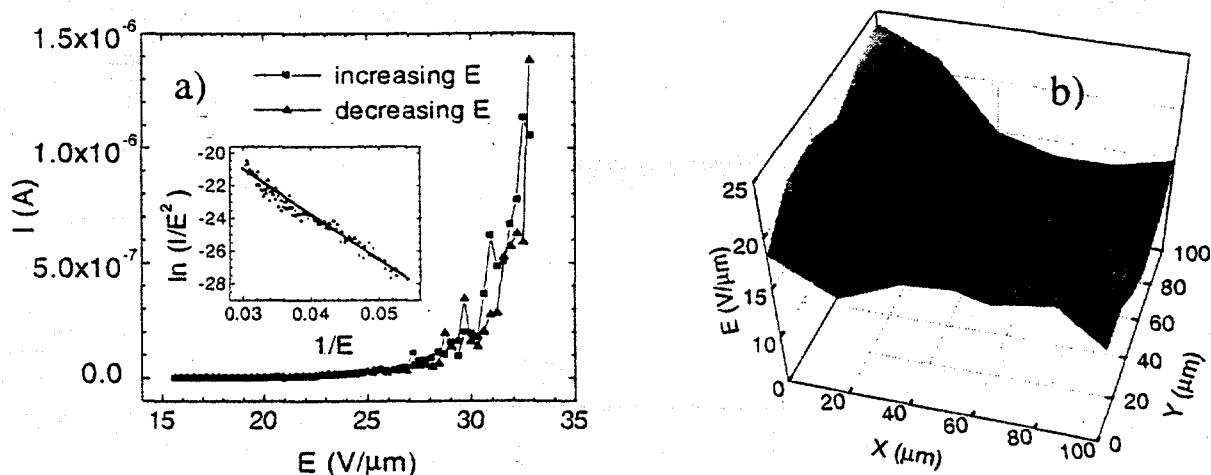 a)
increasing E
decreasing E
I (A)
1.5x10-6
1.0x10-6
5.0x10-7
0.0
15 20 25 30 35
E (V/μm)
ln (I/E2)
-20
-22
-24
-26
-28
0.03 0.04 0.05
1/E
b)
E (V/μm)
25
20
15
10
0 20 40 60 80 100
X (μm)
0
20
40
60
80
100
Y (μm)